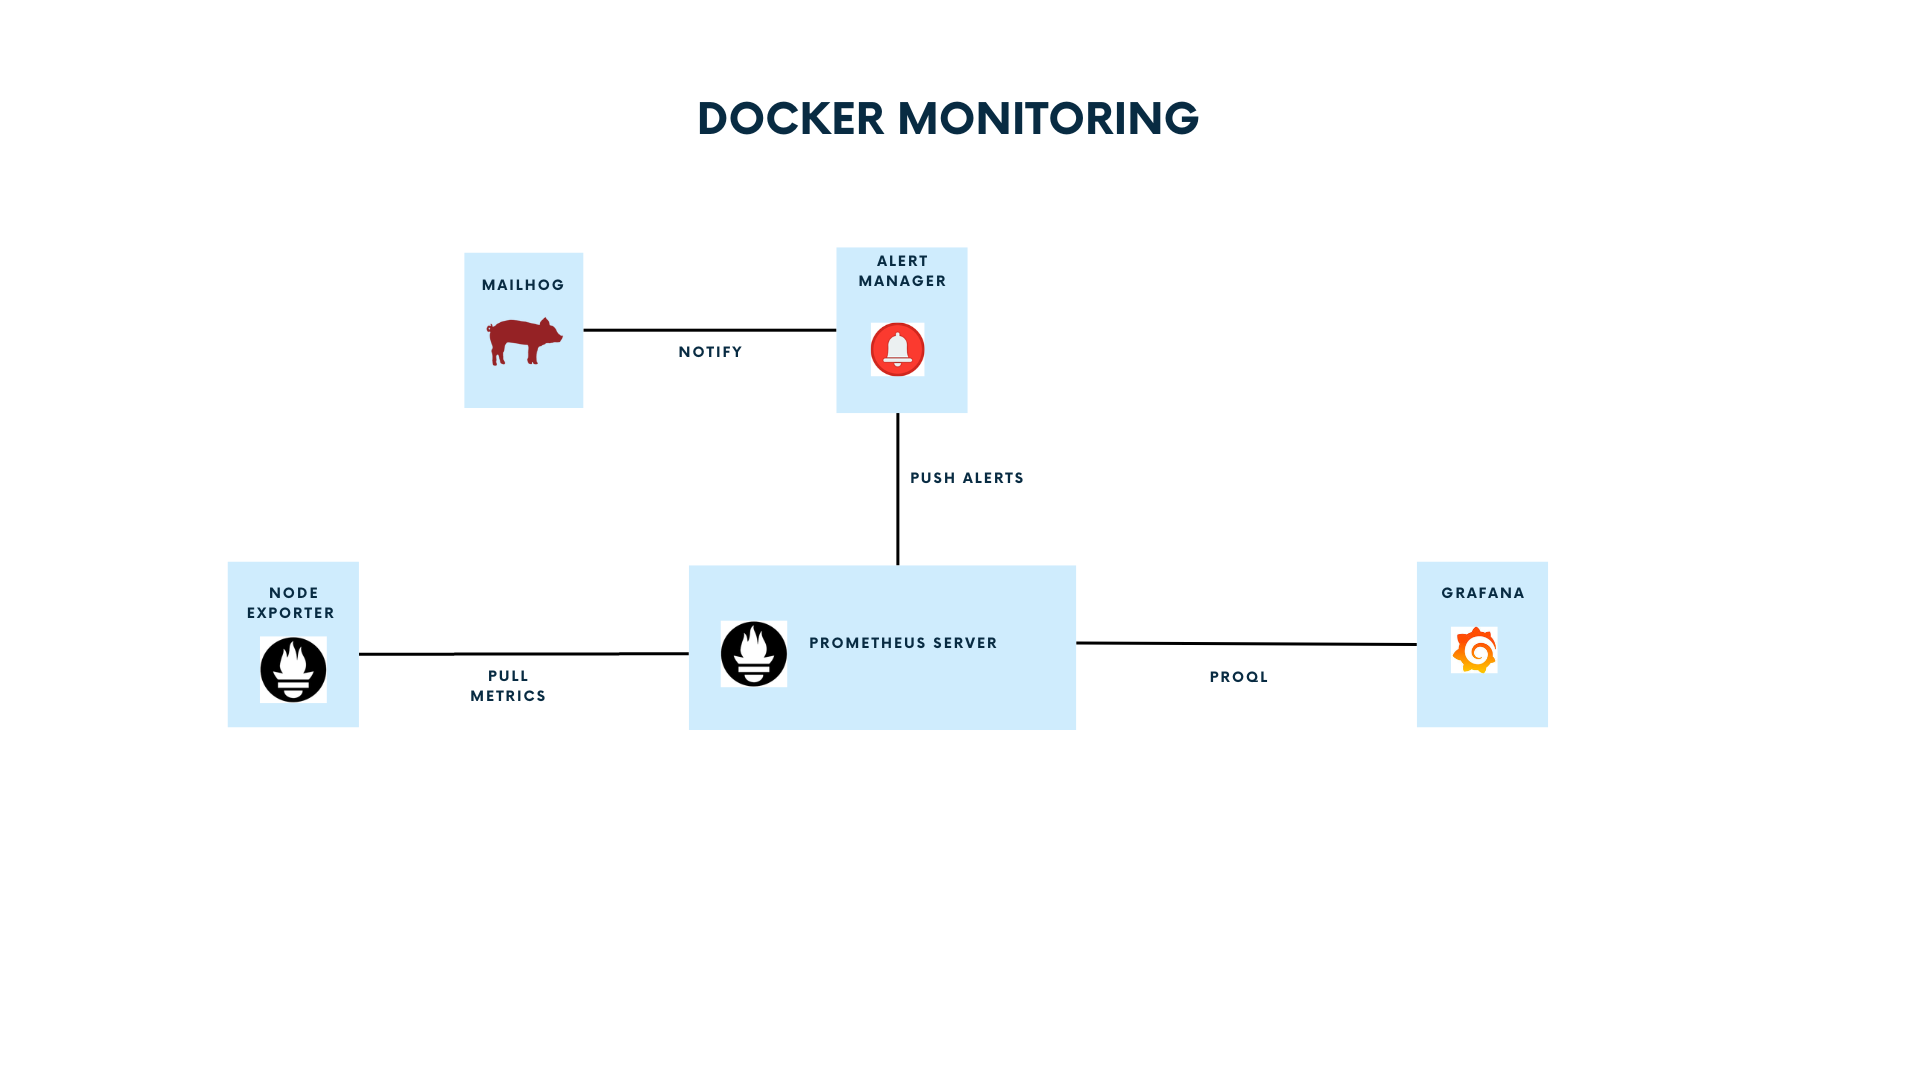 DOCKER MONITORING
MAILHOG
ALERT
MANAGER
NOTIFY
PUSH ALERTS
NODE
EXPORTER
PULL
METRICS
PROMETHEUS SERVER
PROQL
GRAFANA